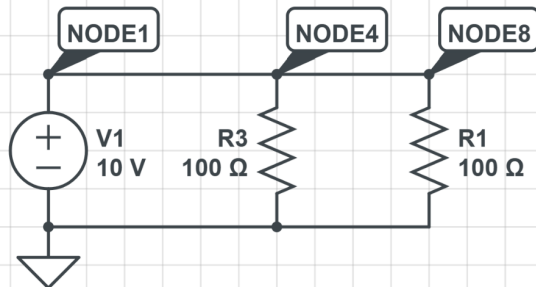 NODE1
NODE4
NODE8
V1
10 V
R3
100 Ω
R1
100 Ω